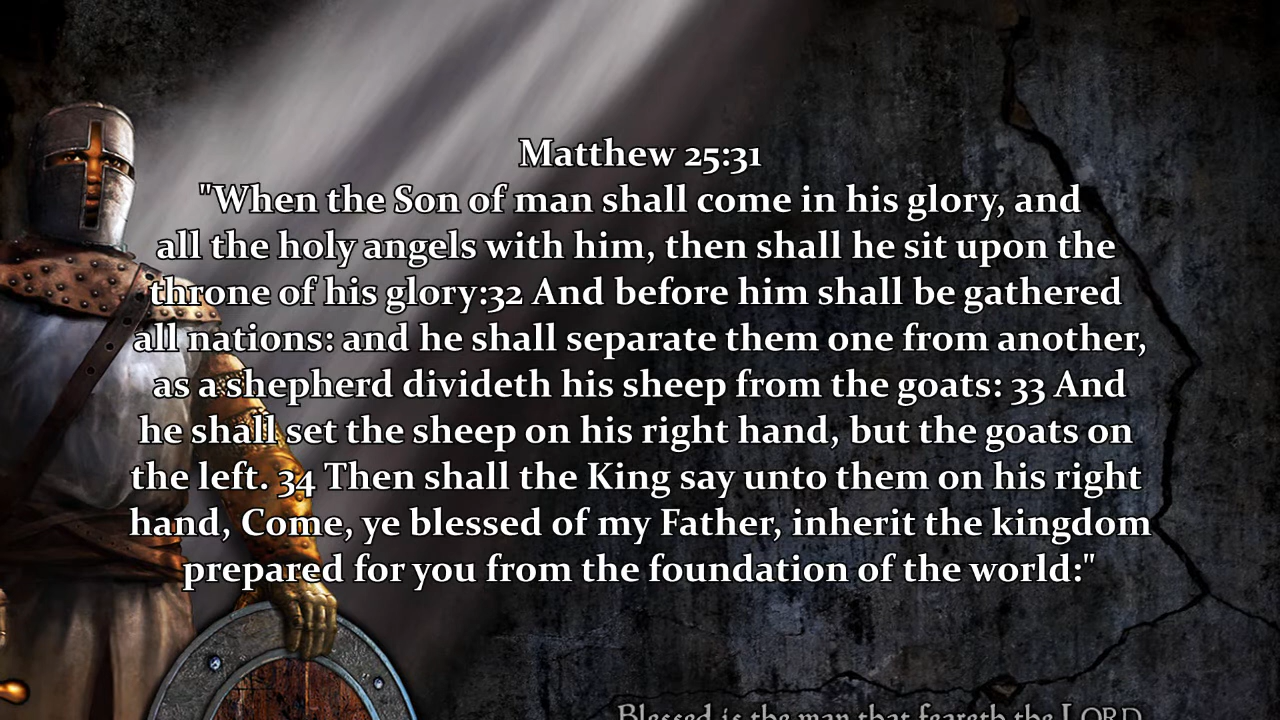 Matthew 25:31
"When the Son of man shall come in his glory, and
all the holy angels with him, then shall he sit upon the
throne of his glory:32 And before him shall be gathered
all nations: and he shall separate them one from another,
as a shepherd divideth his sheep from the goats: 33 And
he shall set the sheep on his right hand, but the goats on
the left. 34 Then shall the King say unto them on his right
hand, Come, ye blessed of my Father, inherit the kingdom
prepared for you from the foundation of the world:"
Blessed is the man that feareth the LORD